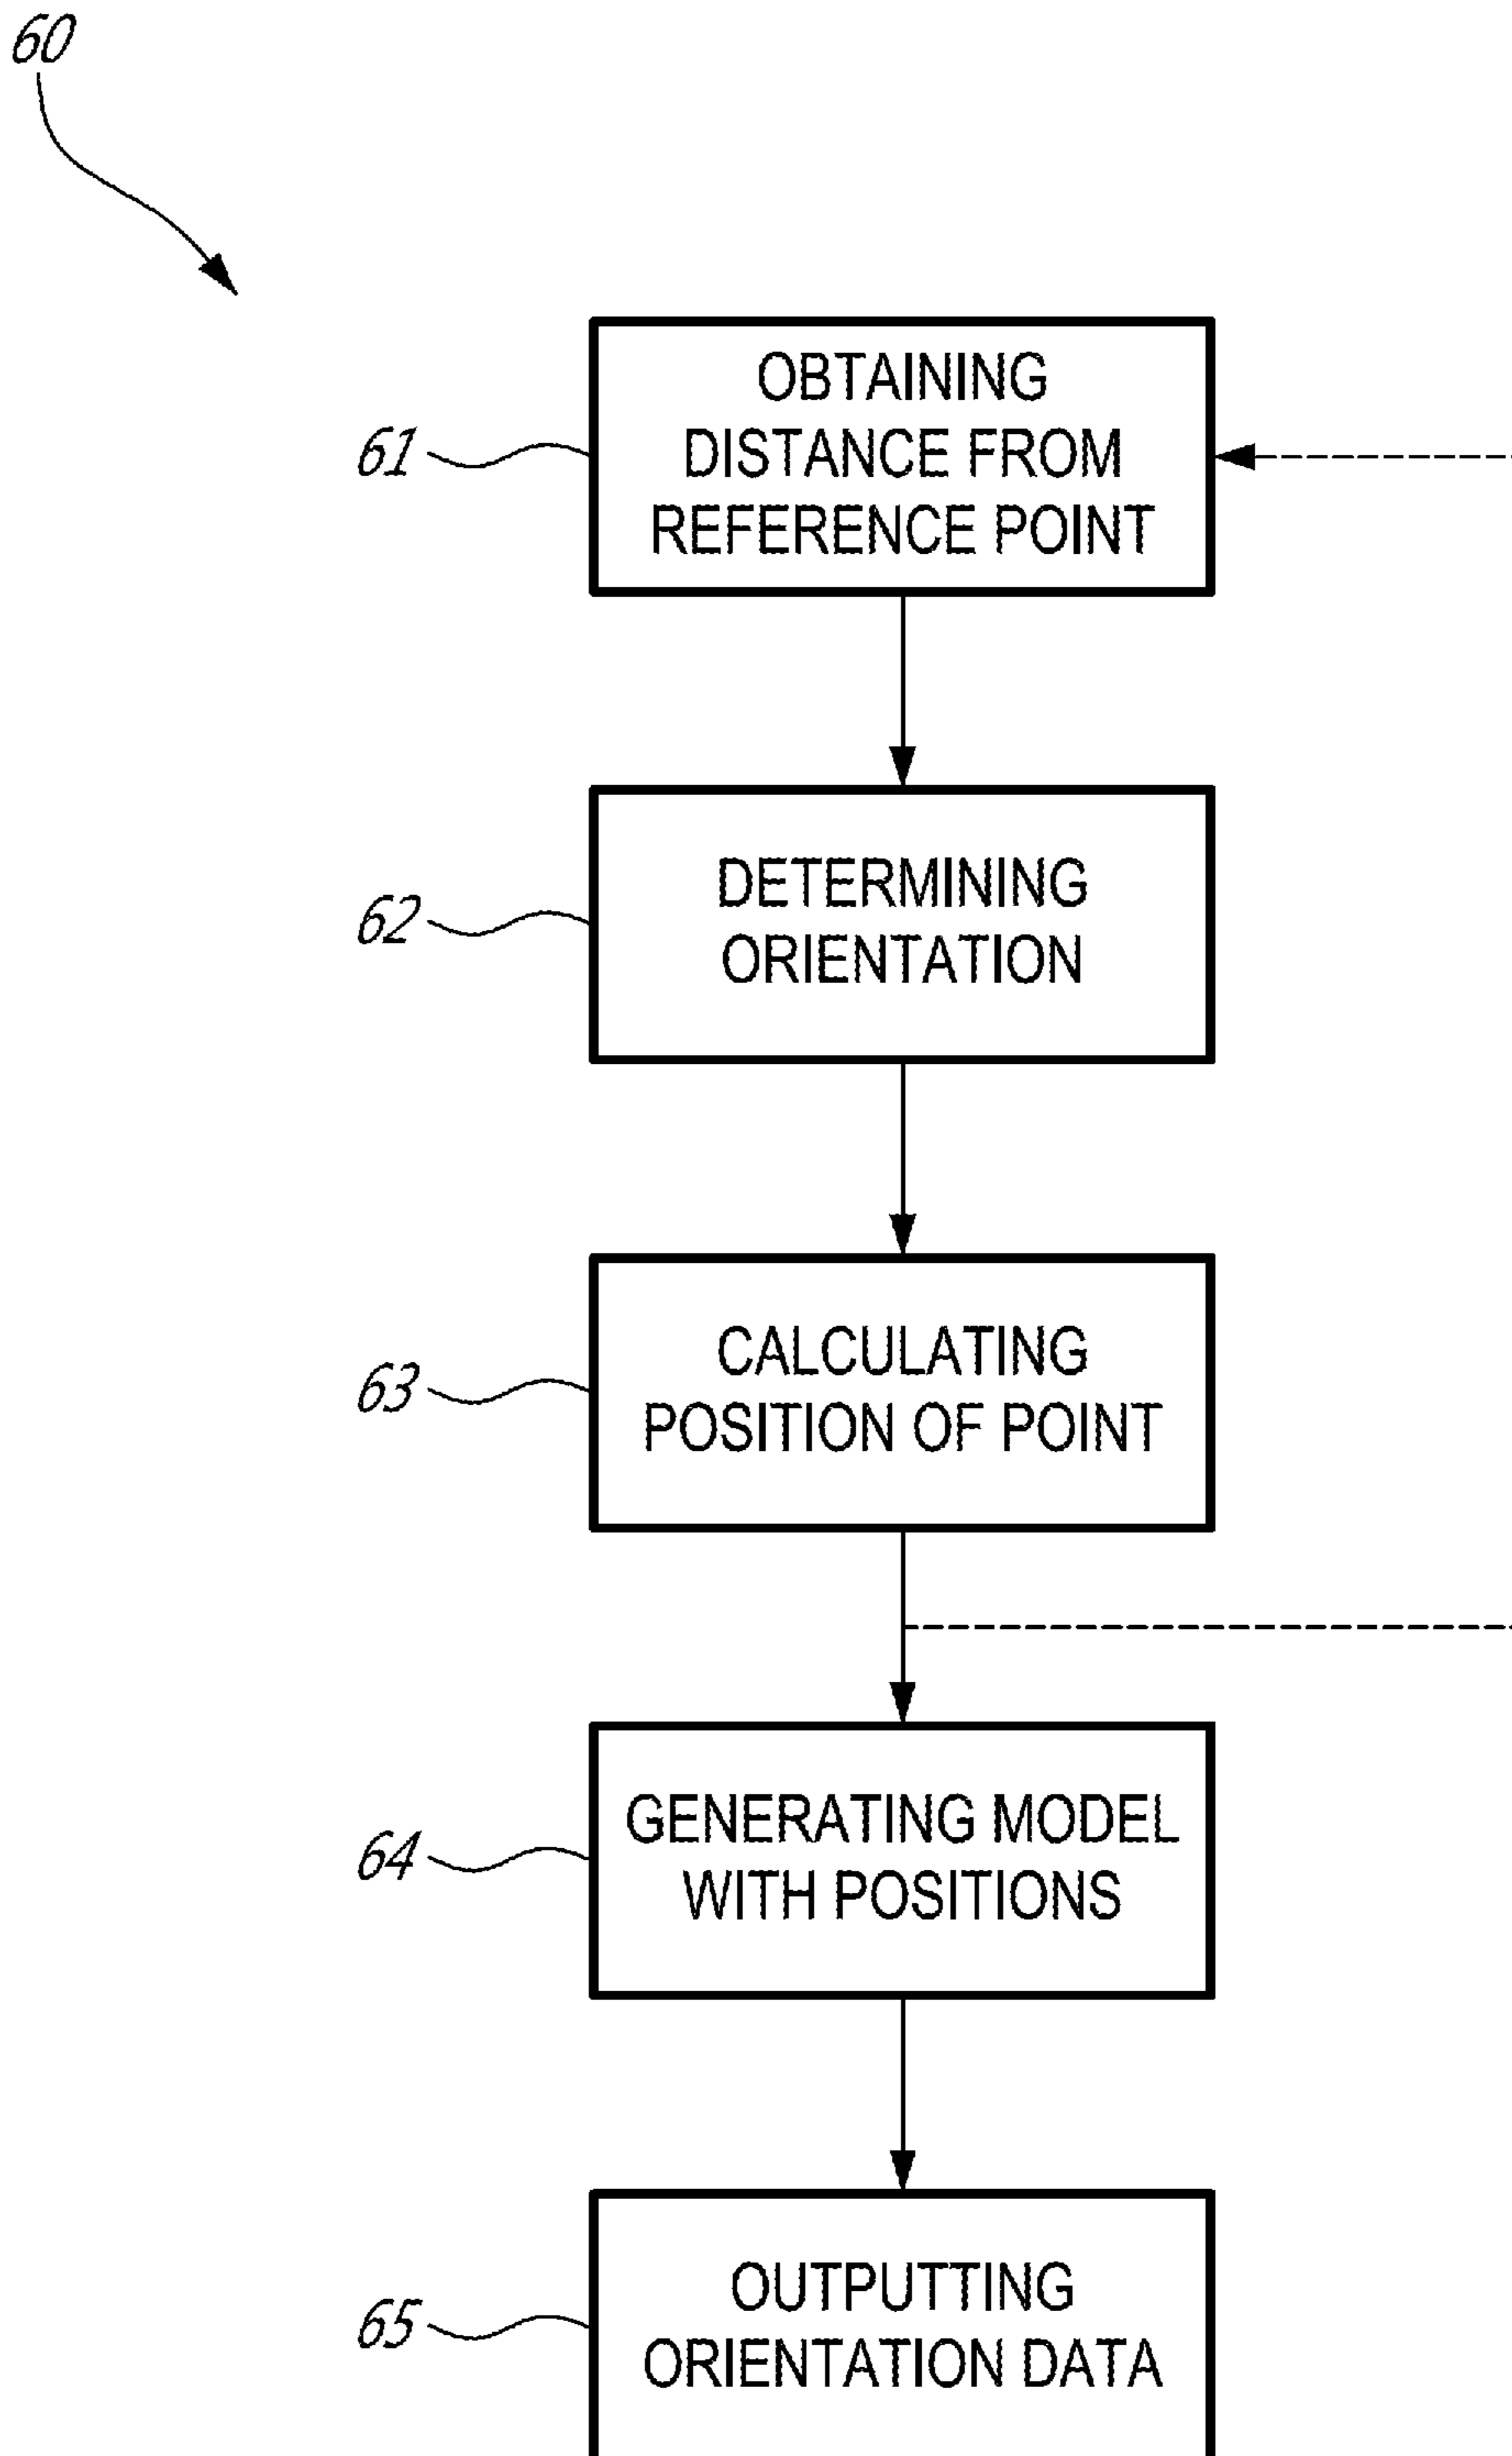 60
OBTAINING
61
DISTANCE FROM
REFERENCE POINT
DETERMINING
62
ORIENTATION
CALCULATING
63
POSITION OF POINT
GENERATING MODEL
64
WITH POSITIONS
OUTPUTTING
65
ORIENTATION DATA